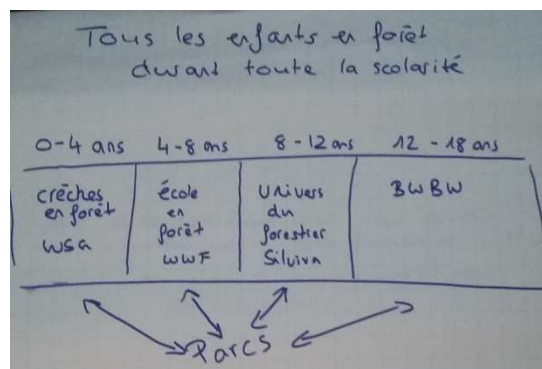 Tous les enfants en forêt
durant toute la scolarité
0-4 ans 4-8 ans 8-12 ans 12-18 ans
crèches
en forêt
WSG
école
en
forêt
WWF
Univers
du
forestier
Silviva
BWBW
Parcs